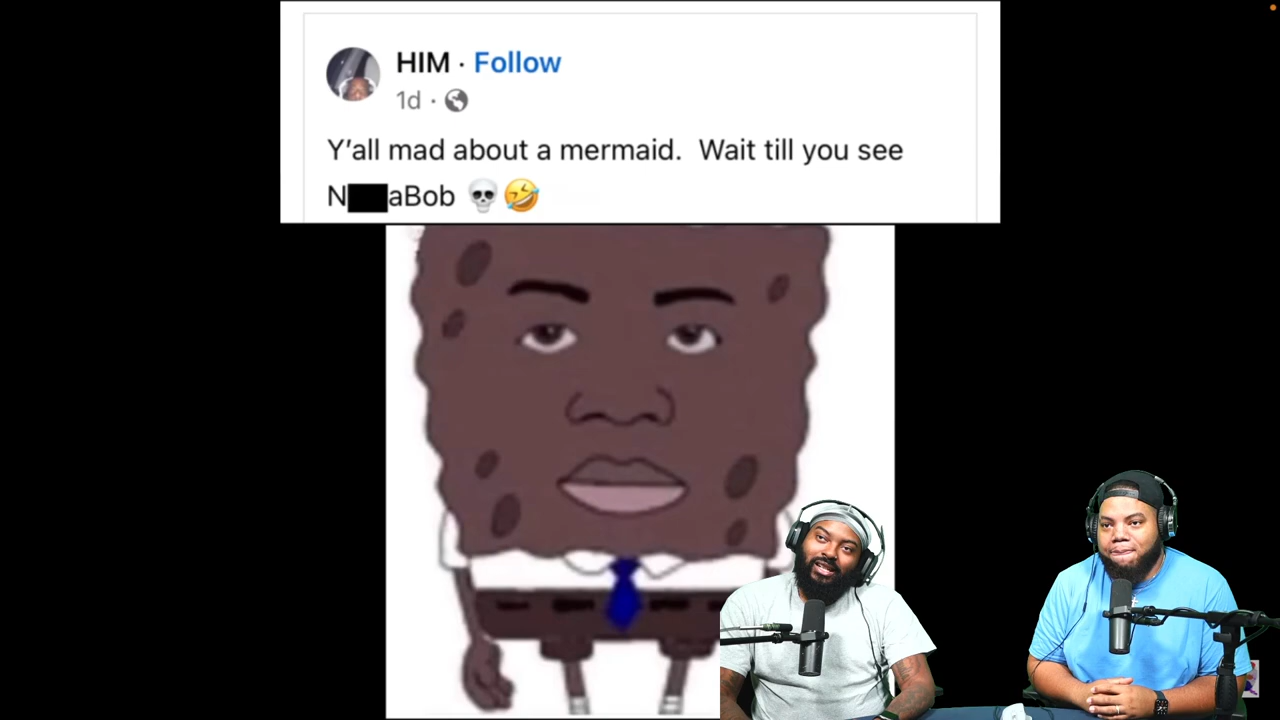 HIM · Follow
1d ·
Y'all mad about a mermaid. Wait till you see
N███aBob 💀🤣